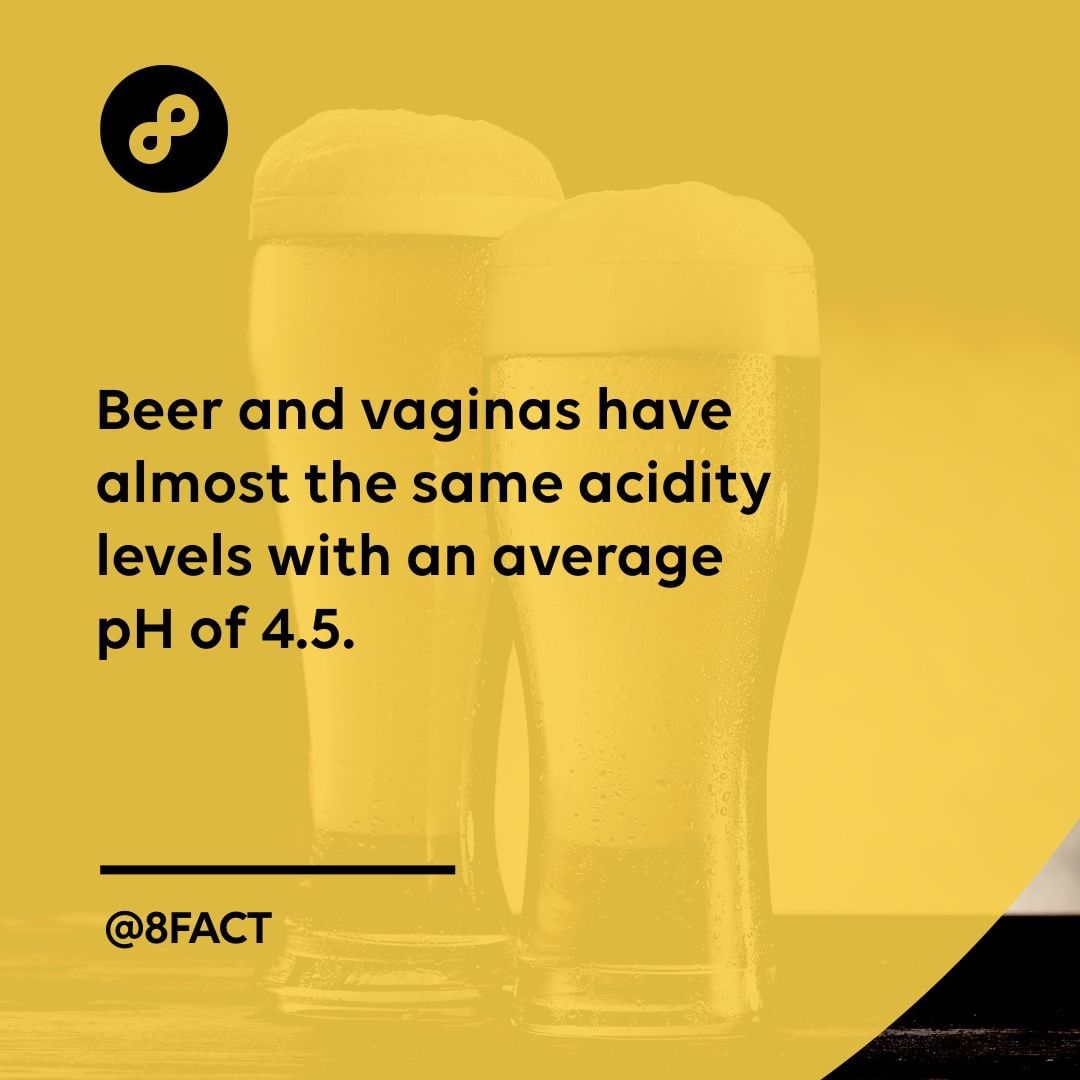 Beer and vaginas have
almost the same acidity
levels with an average
pH of 4.5.
@8FACT